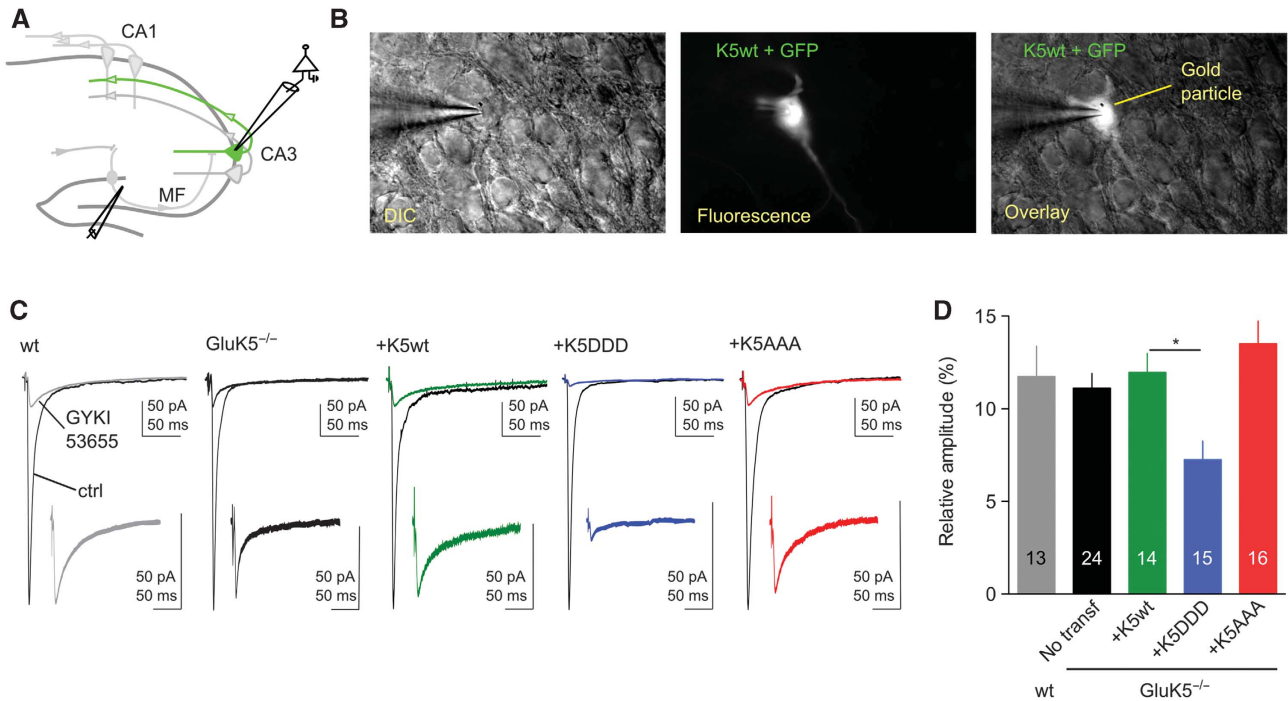 A
CA1
CA3
MF
B
K5wt + GFP
K5wt + GFP
Gold
particle
DIC
Fluorescence
Overlay
C
wt
GluK5⁻/⁻
+K5wt
+K5DDD
+K5AAA
GYKI
53655
ctrl
50 pA
50 ms
50 pA
50 ms
50 pA
50 ms
50 pA
50 ms
50 pA
50 ms
50 pA
50 ms
50 pA
50 ms
50 pA
50 ms
50 pA
50 ms
50 pA
50 ms
D
Relative amplitude (%)
15
10
5
0
*
13
24
14
15
16
No transf
+K5wt
+K5DDD
+K5AAA
wt
GluK5⁻/⁻